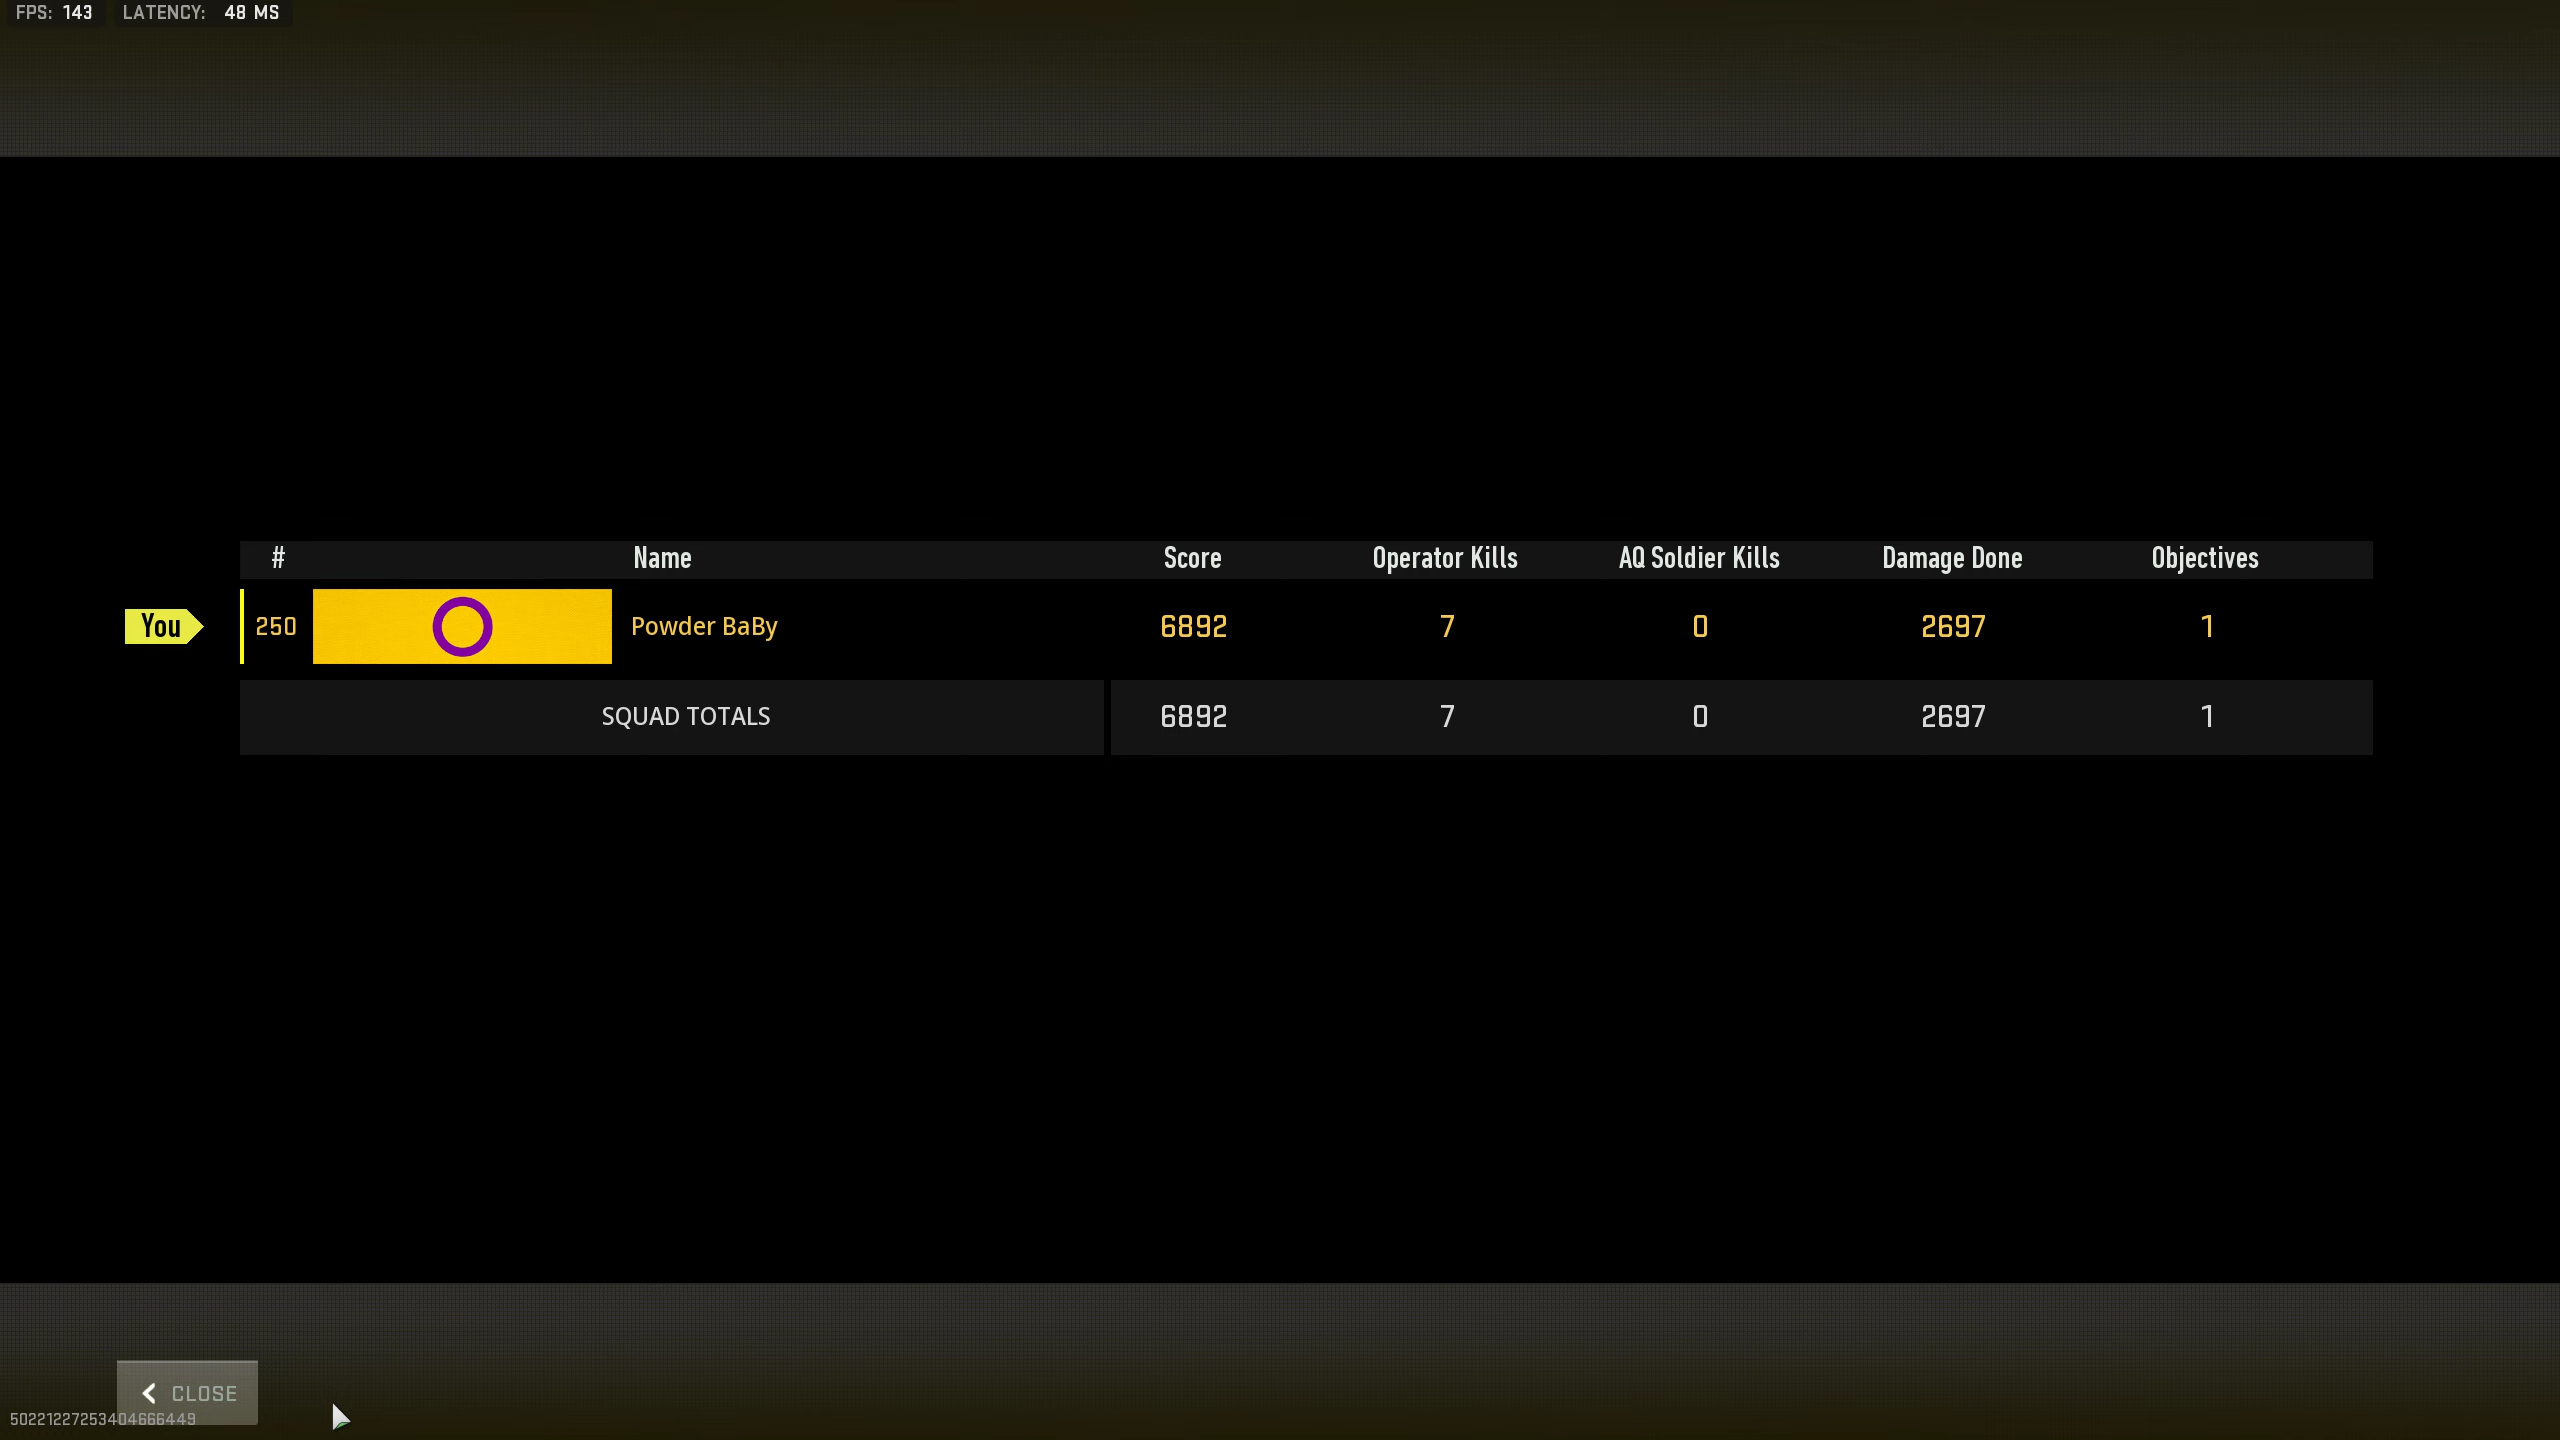 FPS: 143 LATENCY: 48 MS
# Name Score Operator Kills AQ Soldier Kills Damage Done Objectives
You 250 Powder BaBy 6892 7 0 2697 1
SQUAD TOTALS 6892 7 0 2697 1
CLOSE
50221227253404666449